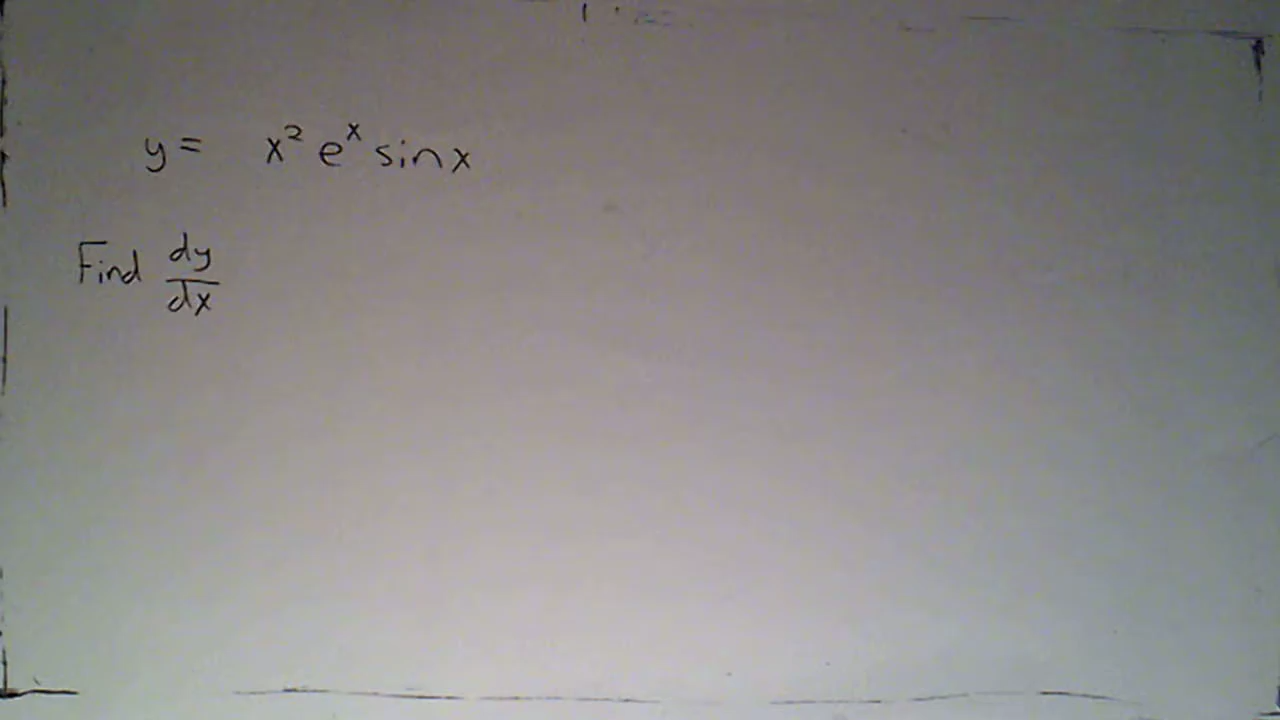 y = x² eˣ sin x
Find dy/dx